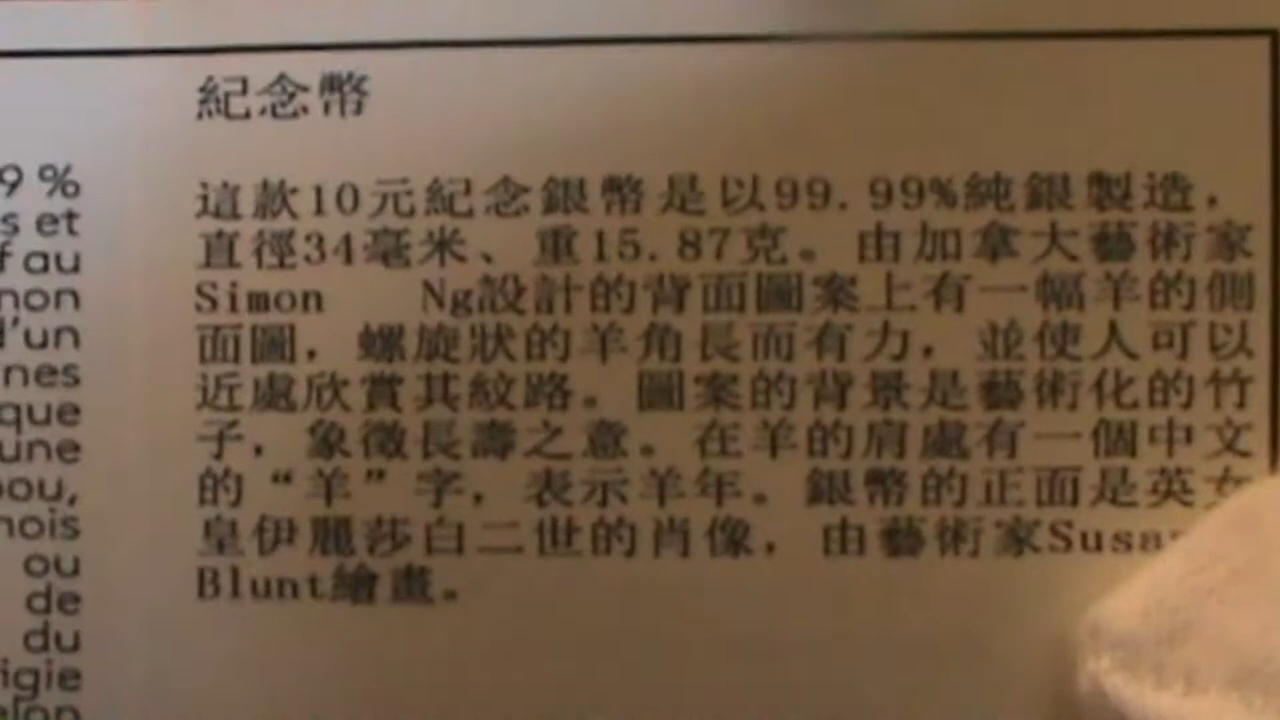 紀念幣
這款10元紀念銀幣是以99.99%純銀製造,
直徑34毫米、重15.87克。由加拿大藝術家
Simon Ng設計的背面圖案上有一幅羊的側
面圖,螺旋狀的羊角長而有力,並使人可以
近處欣賞其紋路。圖案的背景是藝術化的竹
子,象徵長壽之意。在羊的肩處有一個中文
的“羊”字,表示羊年。銀幣的正面是英女
皇伊麗莎白二世的肖像,由藝術家Susa
Blunt繪畫。
9 %
s et
f au
non
d'un
nes
que
une
ou,
nois
ou
de
du
igie
elon